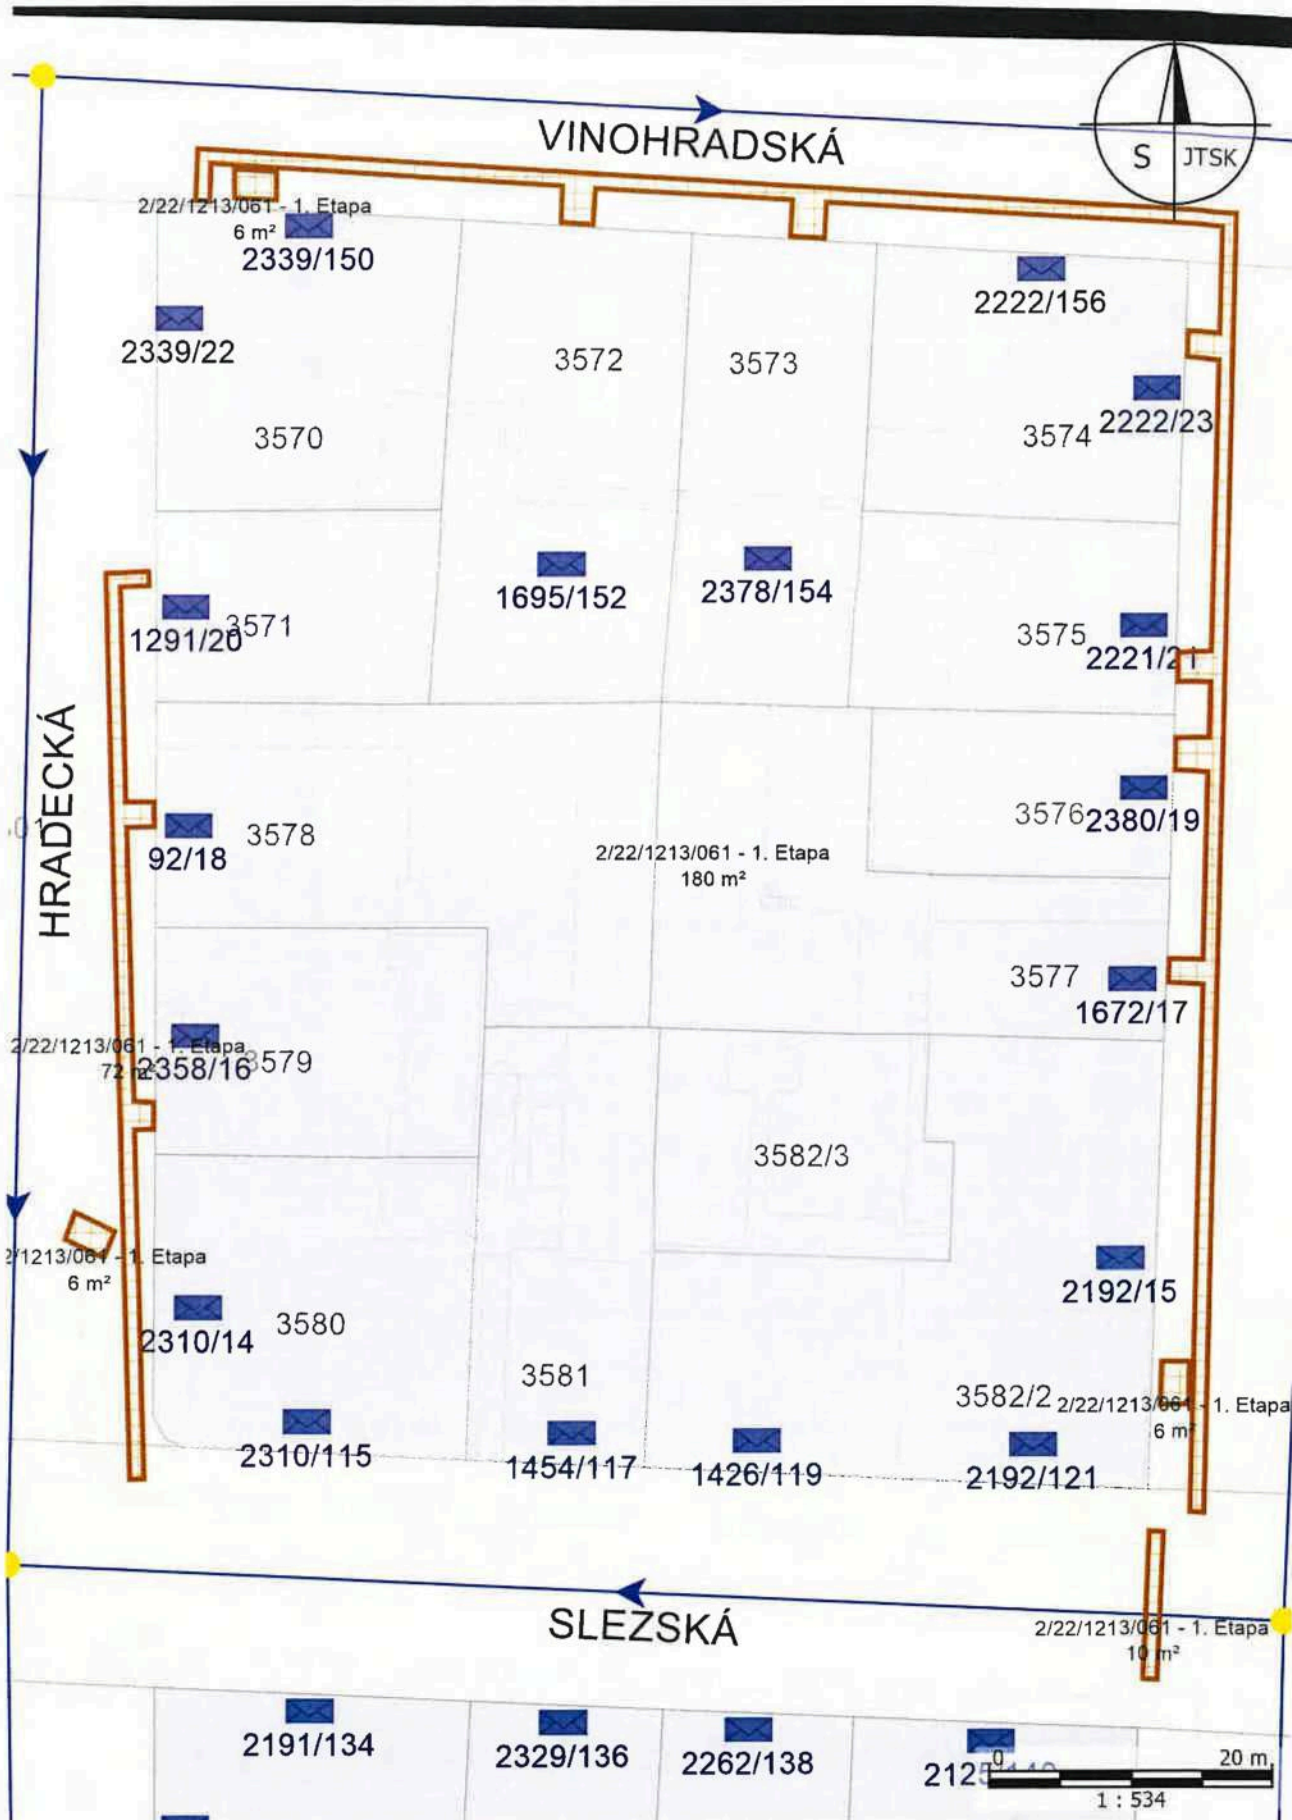 VINOHRADSKÁ
S JTSK
2/22/1213/061 - 1. Etapa
6 m²
2339/150
2222/156
2339/22
3572
3573
2222/23
3570
3574
1695/152
2378/154
1291/20
3571
3575
2221/21
HRADECKÁ
3578
3576
2380/19
92/18
2/22/1213/061 - 1. Etapa
180 m²
3577
1672/17
2/22/1213/061 - 1. Etapa
72 m²
2358/16
3579
3582/3
2/1213/061 - 1. Etapa
6 m²
2192/15
2310/14
3580
3581
3582/2
2/22/1213/061 - 1. Etapa
6 m²
2310/115
1454/117
1426/119
2192/121
SLEZSKÁ
2/22/1213/061 - 1. Etapa
10 m²
2191/134
2329/136
2262/138
0 20 m
1 : 534